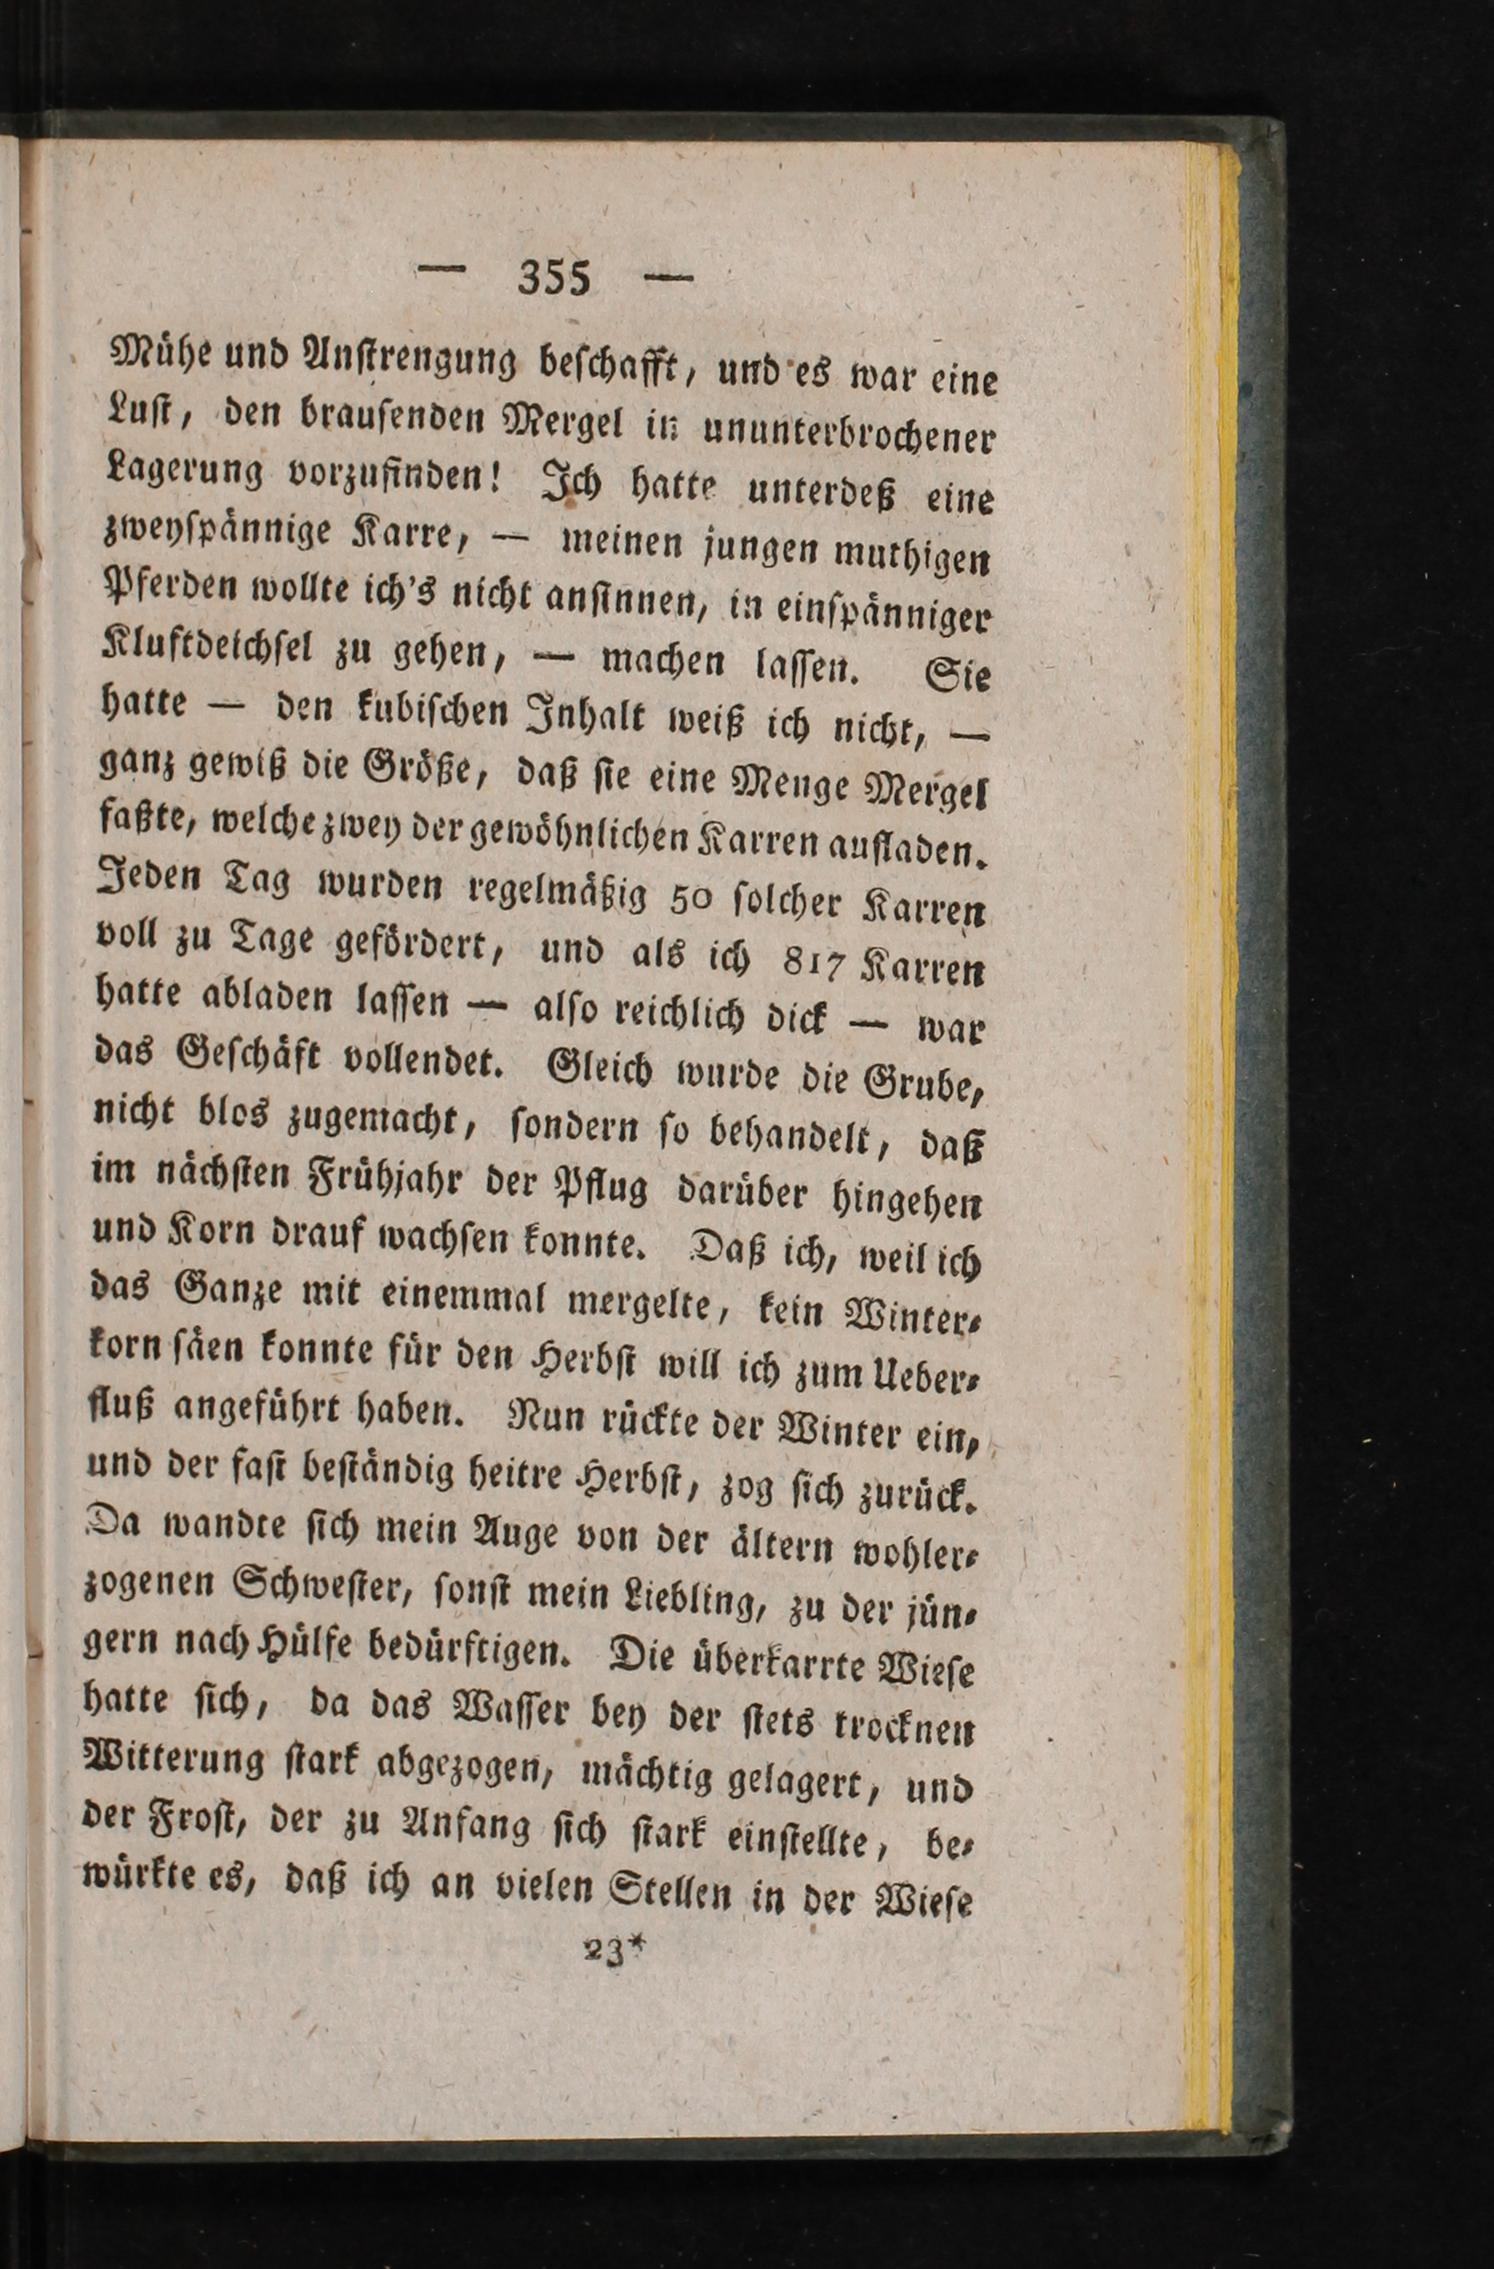 — 355 —
Mühe und Anſtrengung beſchafft, und es war eine
Luſt, den brauſenden Mergel in ununterbrochener
Lagerung vorzufinden! Ich hatte unterdeß eine
zweyſpännige Karre, — meinen jungen muthigen
Pferden wollte ich's nicht anſinnen, in einſpänniger
Kluftdeichſel zu gehen, — machen laſſen. Sie
hatte — den kubiſchen Inhalt weiß ich nicht, —
ganz gewiß die Größe, daß ſie eine Menge Mergel
faßte, welche zwey der gewöhnlichen Karren aufladen.
Jeden Tag wurden regelmäßig 50 ſolcher Karren
voll zu Tage gefördert, und als ich 817 Karren
hatte abladen laſſen — alſo reichlich dick — war
das Geſchäft vollendet. Gleich wurde die Grube,
nicht blos zugemacht, ſondern ſo behandelt, daß
im nächſten Frühjahr der Pflug darüber hingehen
und Korn drauf wachſen konnte. Daß ich, weil ich
das Ganze mit einemmal mergelte, kein Winter⸗
korn ſäen konnte für den Herbſt will ich zum Ueber⸗
fluß angeführt haben. Nun rückte der Winter ein,
und der faſt beſtändig heitre Herbſt, zog ſich zurück.
Da wandte ſich mein Auge von der ältern wohler⸗
zogenen Schweſter, ſonſt mein Liebling, zu der jün⸗
gern nach Hülfe bedürftigen. Die überkarrte Wieſe
hatte ſich, da das Waſſer bey der ſtets trocknen
Witterung ſtark abgezogen, mächtig gelagert, und
der Froſt, der zu Anfang ſich ſtark einſtellte, be⸗
würkte es, daß ich an vielen Stellen in der Wieſe
23*